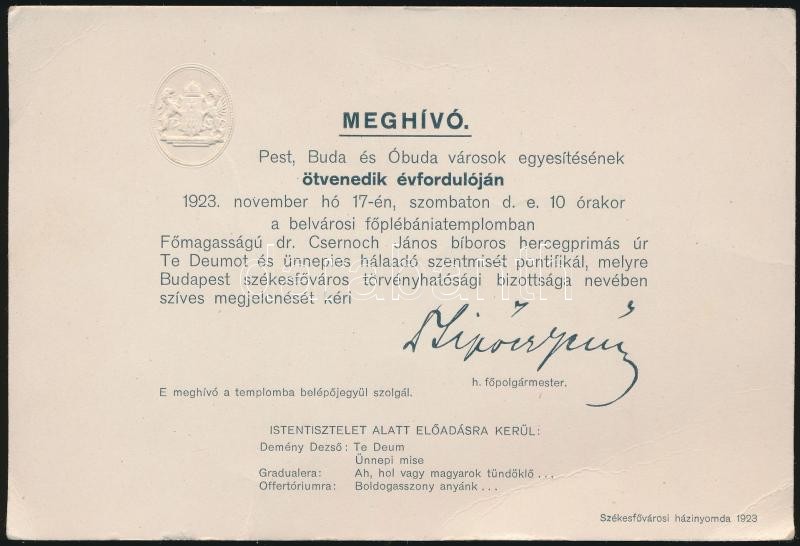 MEGHÍVÓ.
Pest, Buda és Óbuda városok egyesítésének
ötvenedik évfordulóján
1923. november hó 17-én, szombaton d. e. 10 órakor
a belvárosi főplébániatemplomban
Főmagasságú dr. Csernoch János bíboros hercegprimás úr
Te Deumot és ünnepies hálaadó szentmisét puntifikál, melyre
Budapest székesfőváros törvényhatósági bizottsága nevében
szíves megjelenését kéri
darabanth
h. főpolgármester.
E meghívó a templomba belépőjegyül szolgál.
ISTENTISZTELET ALATT ELŐADÁSRA KERÜL:
Demény Dezső: Te Deum
Ünnepi mise
Gradualera: Ah, hol vagy magyarok tündöklő...
Offertóriumra: Boldogasszony anyánk...
Székesfővárosi házinyomda 1923